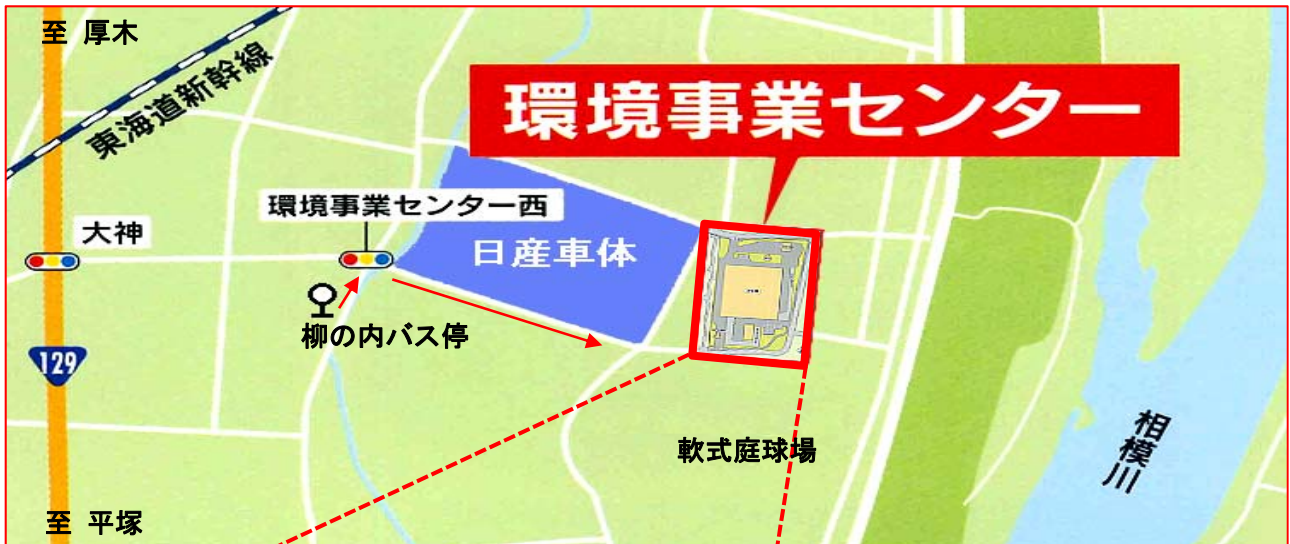 至 厚木
東海道新幹線
環境事業センター
環境事業センター西
大神
日産車体
柳の内バス停
129
軟式庭球場
相模川
至 平塚